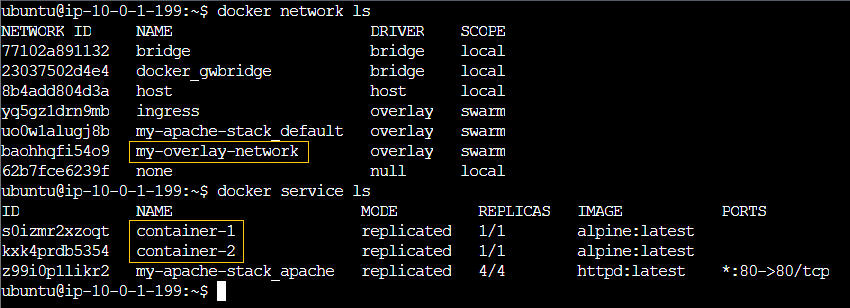 ubuntu@ip-10-0-1-199:~$ docker network ls
NETWORK ID     NAME                      DRIVER    SCOPE
77102a891132   bridge                    bridge    local
23037502d4e4   docker_gwbridge           bridge    local
8b4add804d3a   host                      host      local
yq5gz1drn9mb   ingress                   overlay   swarm
uo0w1alugj8b   my-apache-stack_default   overlay   swarm
baohhqfi54o9   my-overlay-network        overlay   swarm
62b7fce6239f   none                      null      local
ubuntu@ip-10-0-1-199:~$ docker service ls
ID             NAME                     MODE         REPLICAS   IMAGE           PORTS
s0izmr2xzoqt   container-1              replicated   1/1        alpine:latest
kxk4prdb5354   container-2              replicated   1/1        alpine:latest
z99i0p1likr2   my-apache-stack_apache   replicated   4/4        httpd:latest    *:80->80/tcp
ubuntu@ip-10-0-1-199:~$